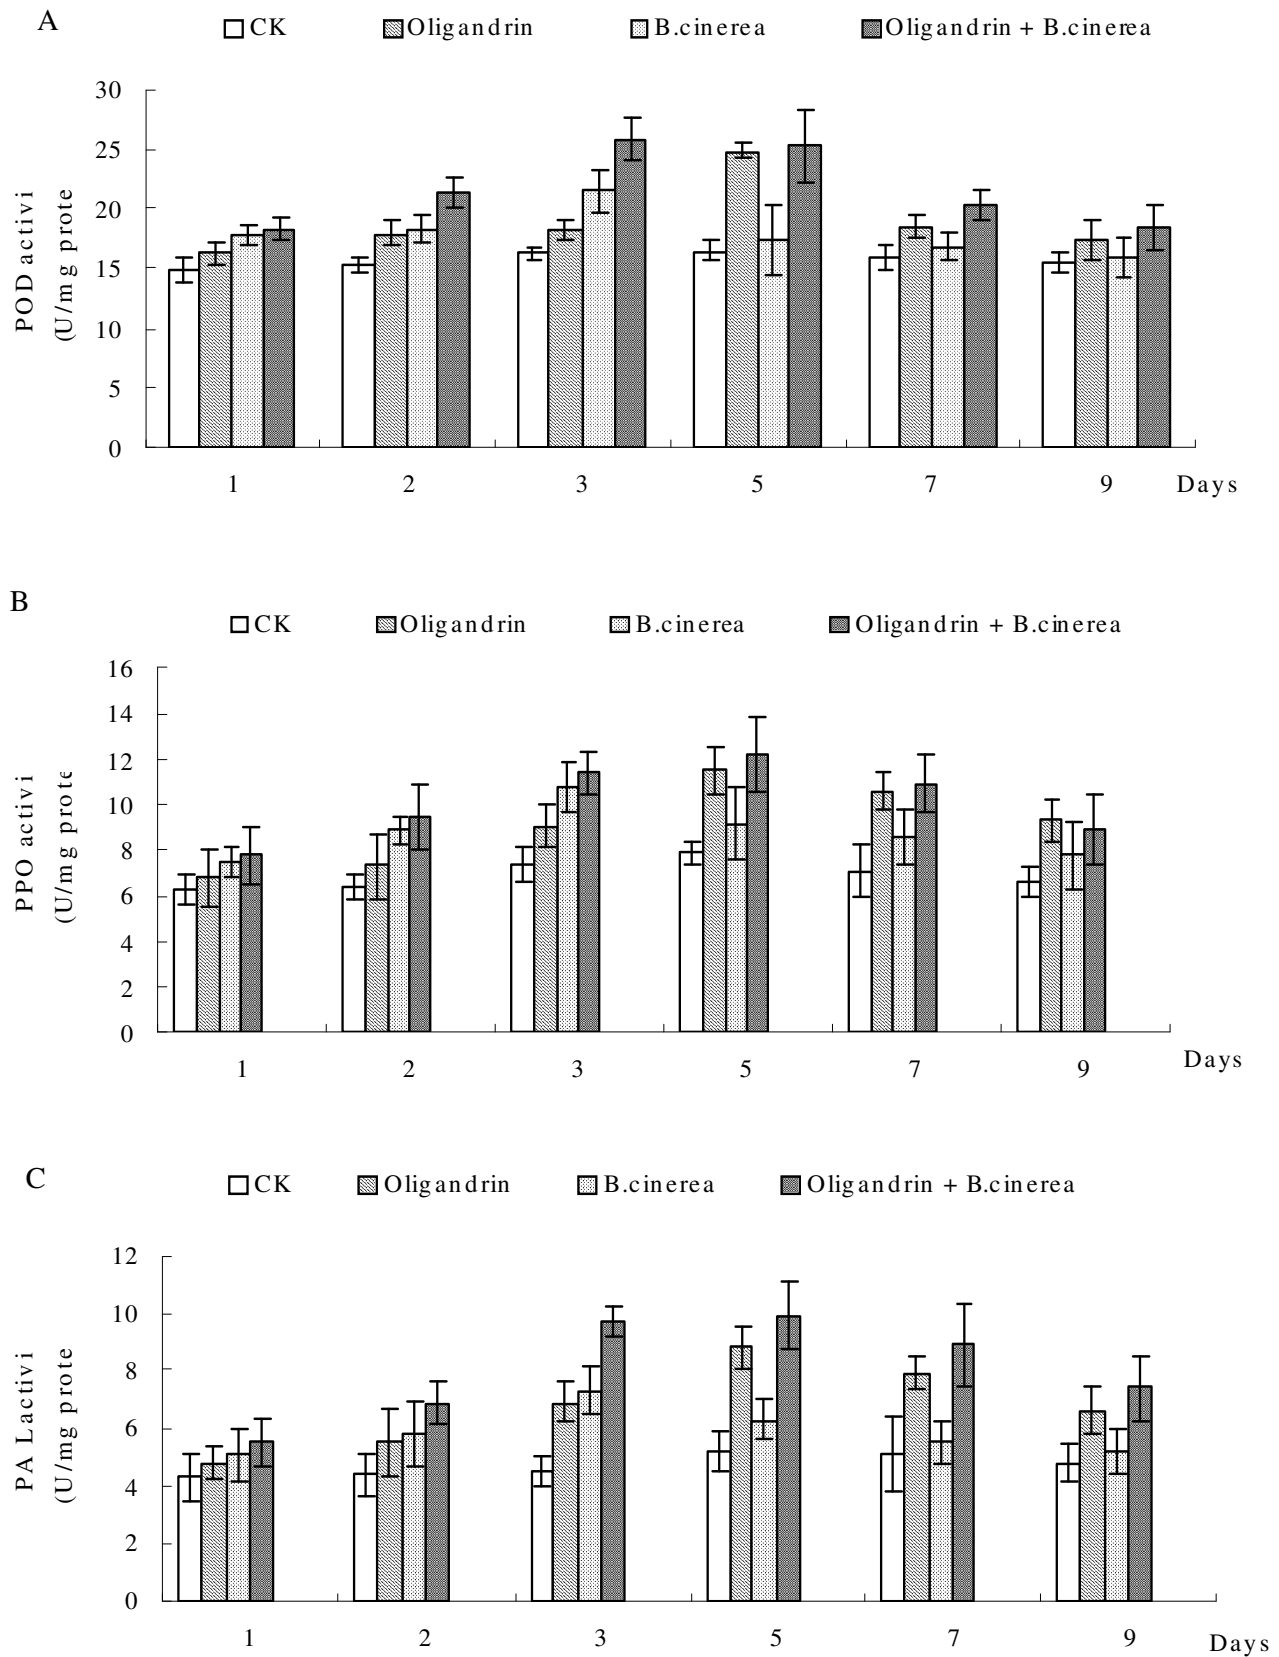 A
CK Oligandrin B.cinerea Oligandrin + B.cinerea
30
25
20
15
10
5
0
POD activi
(U/mg prote
1 2 3 5 7 9 Days
B
CK Oligandrin B.cinerea Oligandrin + B.cinerea
16
14
12
10
8
6
4
2
0
PPO activi
(U/mg prote
1 2 3 5 7 9 Days
C
CK Oligandrin B.cinerea Oligandrin + B.cinerea
12
10
8
6
4
2
0
PA Lactivi
(U/mg prote
1 2 3 5 7 9 Days